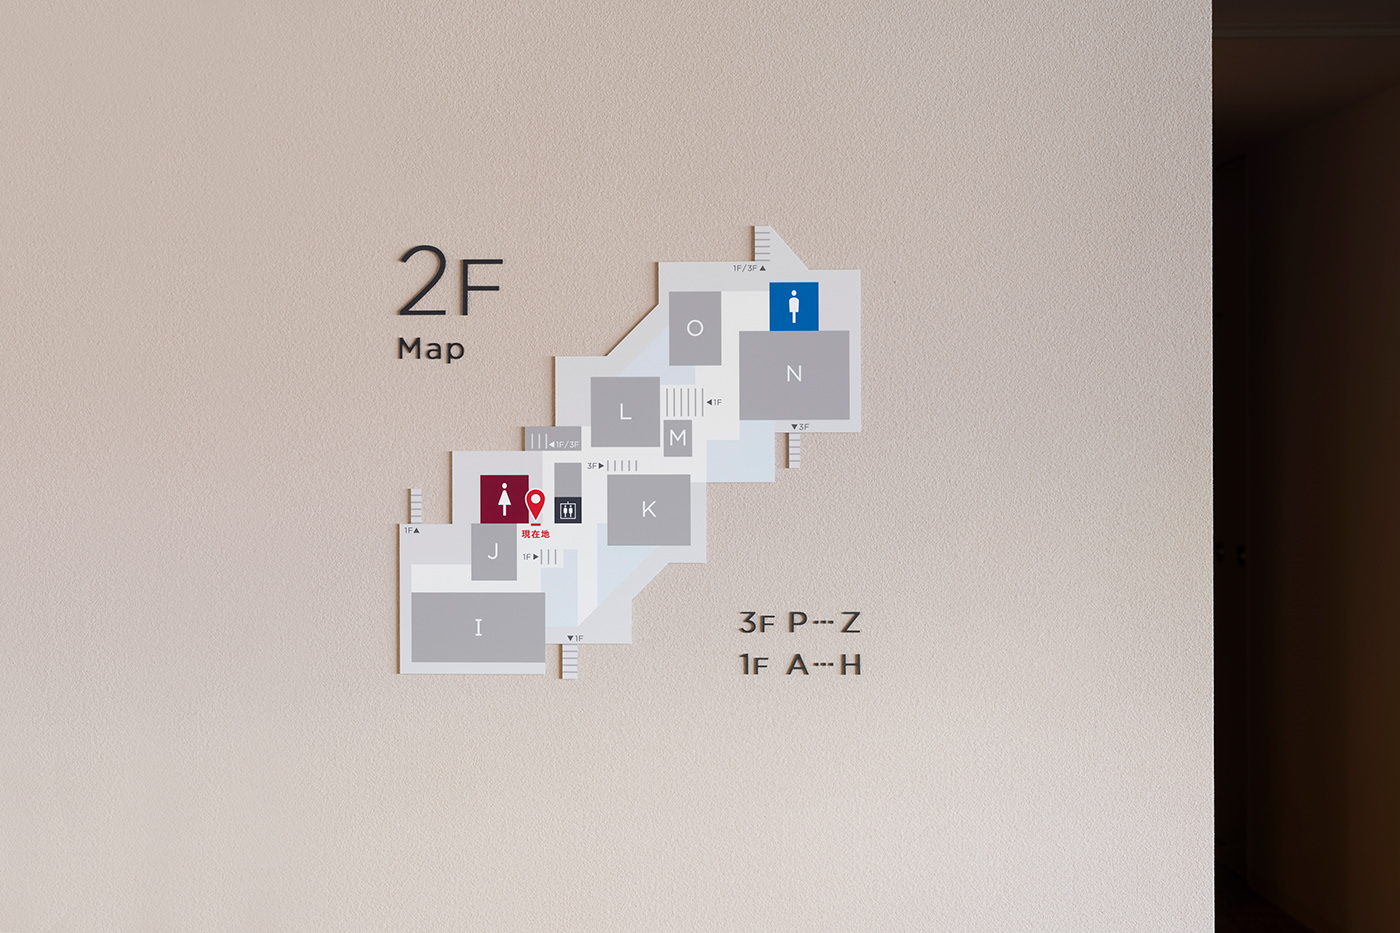 2F
Map
1F/3F▲
O
N
L
◀1F
M
▼3F
◀1F/3F
3F▶
K
1F▲
現在地
J
1F▶
I
▼1F
3F P---Z
1F A---H